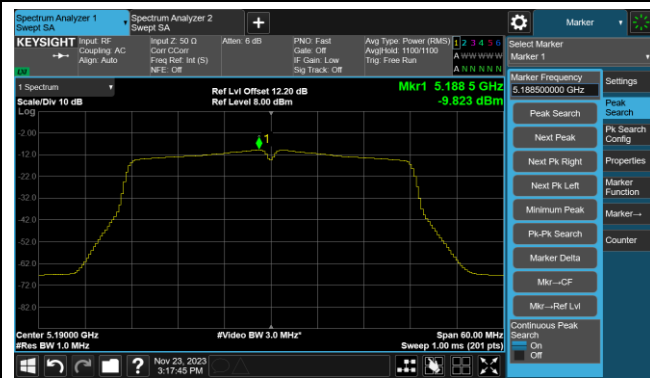 Spectrum Analyzer 1
Swept SA
Spectrum Analyzer 2
Swept SA
+
Marker
KEYSIGHT
Input: RF
Coupling: AC
Align: Auto
Input Z: 50 Ω
Corr CCorr
Freq Ref: Int (S)
NFE: Off
Atten: 6 dB
PNO: Fast
Gate: Off
IF Gain: Low
Sig Track: Off
Avg Type: Power (RMS)
Avg|Hold: 1100/1100
Trig: Free Run
1 2 3 4 5 6
A W W W W W
A N N N N N
Select Marker
Marker 1
1 Spectrum
Scale/Div 10 dB
Log
Ref Lvl Offset 12.20 dB
Ref Level 8.00 dBm
Mkr1 5.188 5 GHz
-9.823 dBm
-2.00
-12.0
-22.0
-32.0
-42.0
-52.0
-62.0
-72.0
-82.0
1
Center 5.19000 GHz
#Res BW 1.0 MHz
#Video BW 3.0 MHz*
Span 60.00 MHz
Sweep 1.00 ms (201 pts)
Marker Frequency
5.188500000 GHz
Peak Search
Next Peak
Next Pk Right
Next Pk Left
Minimum Peak
Pk-Pk Search
Marker Delta
Mkr→CF
Mkr→Ref Lvl
Continuous Peak
Search
On
Off
Settings
Peak
Search
Pk Search
Config
Properties
Marker
Function
Marker→
Counter
?
Nov 23, 2023
3:17:45 PM